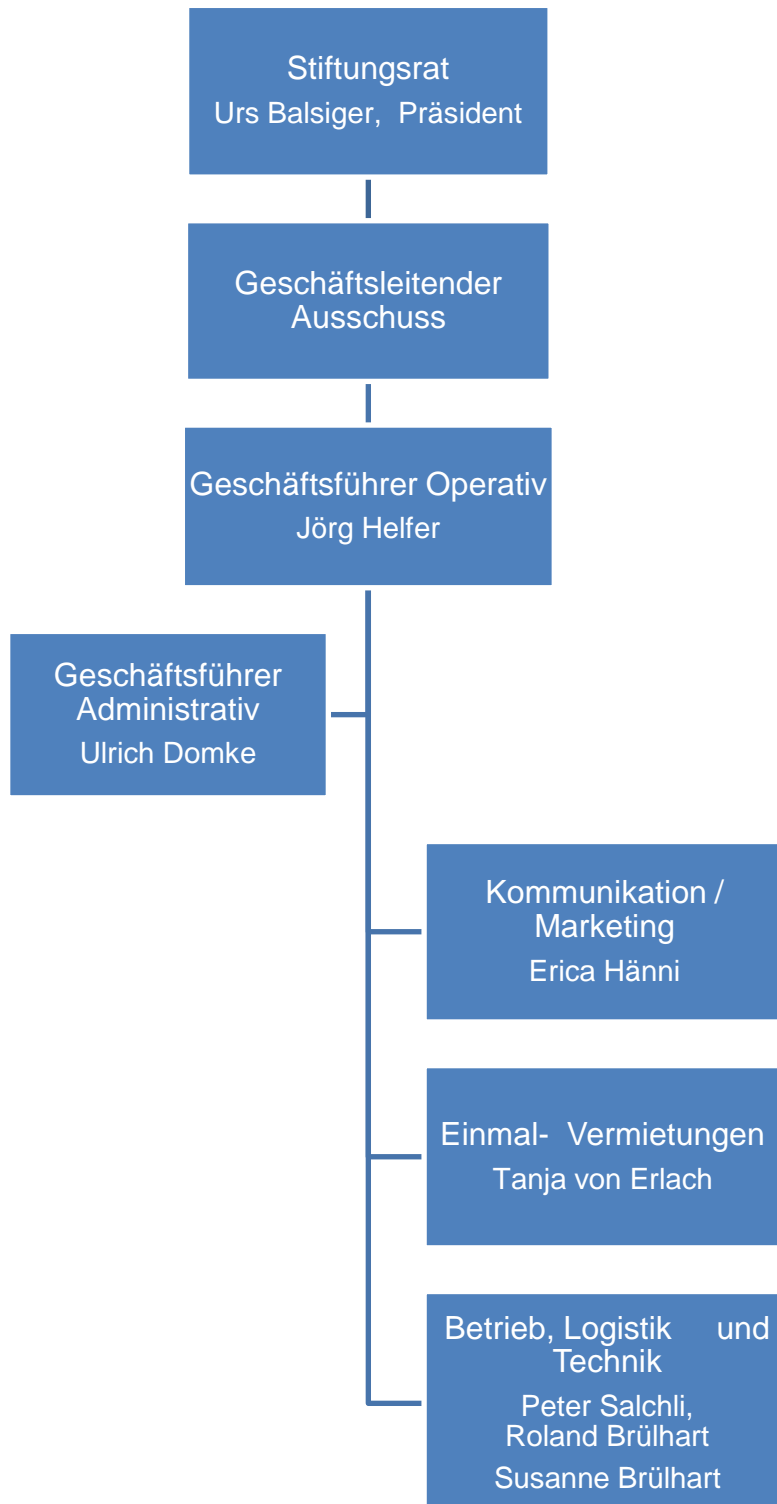 Stiftungsrat
Urs Balsiger, Präsident
Geschäftsleitender
Ausschuss
Geschäftsführer Operativ
Jörg Helfer
Geschäftsführer
Administrativ
Ulrich Domke
Kommunikation /
Marketing
Erica Hänni
Einmal- Vermietungen
Tanja von Erlach
Betrieb, Logistik und
Technik
Peter Salchli,
Roland Brülhart
Susanne Brülhart